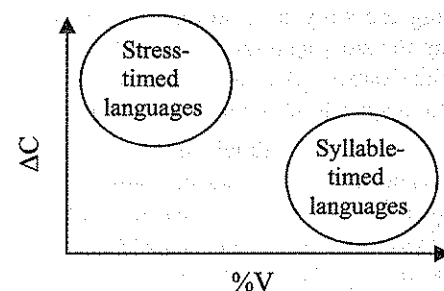 Stress-
timed
languages
Syllable-
timed
languages
ΔC
%V